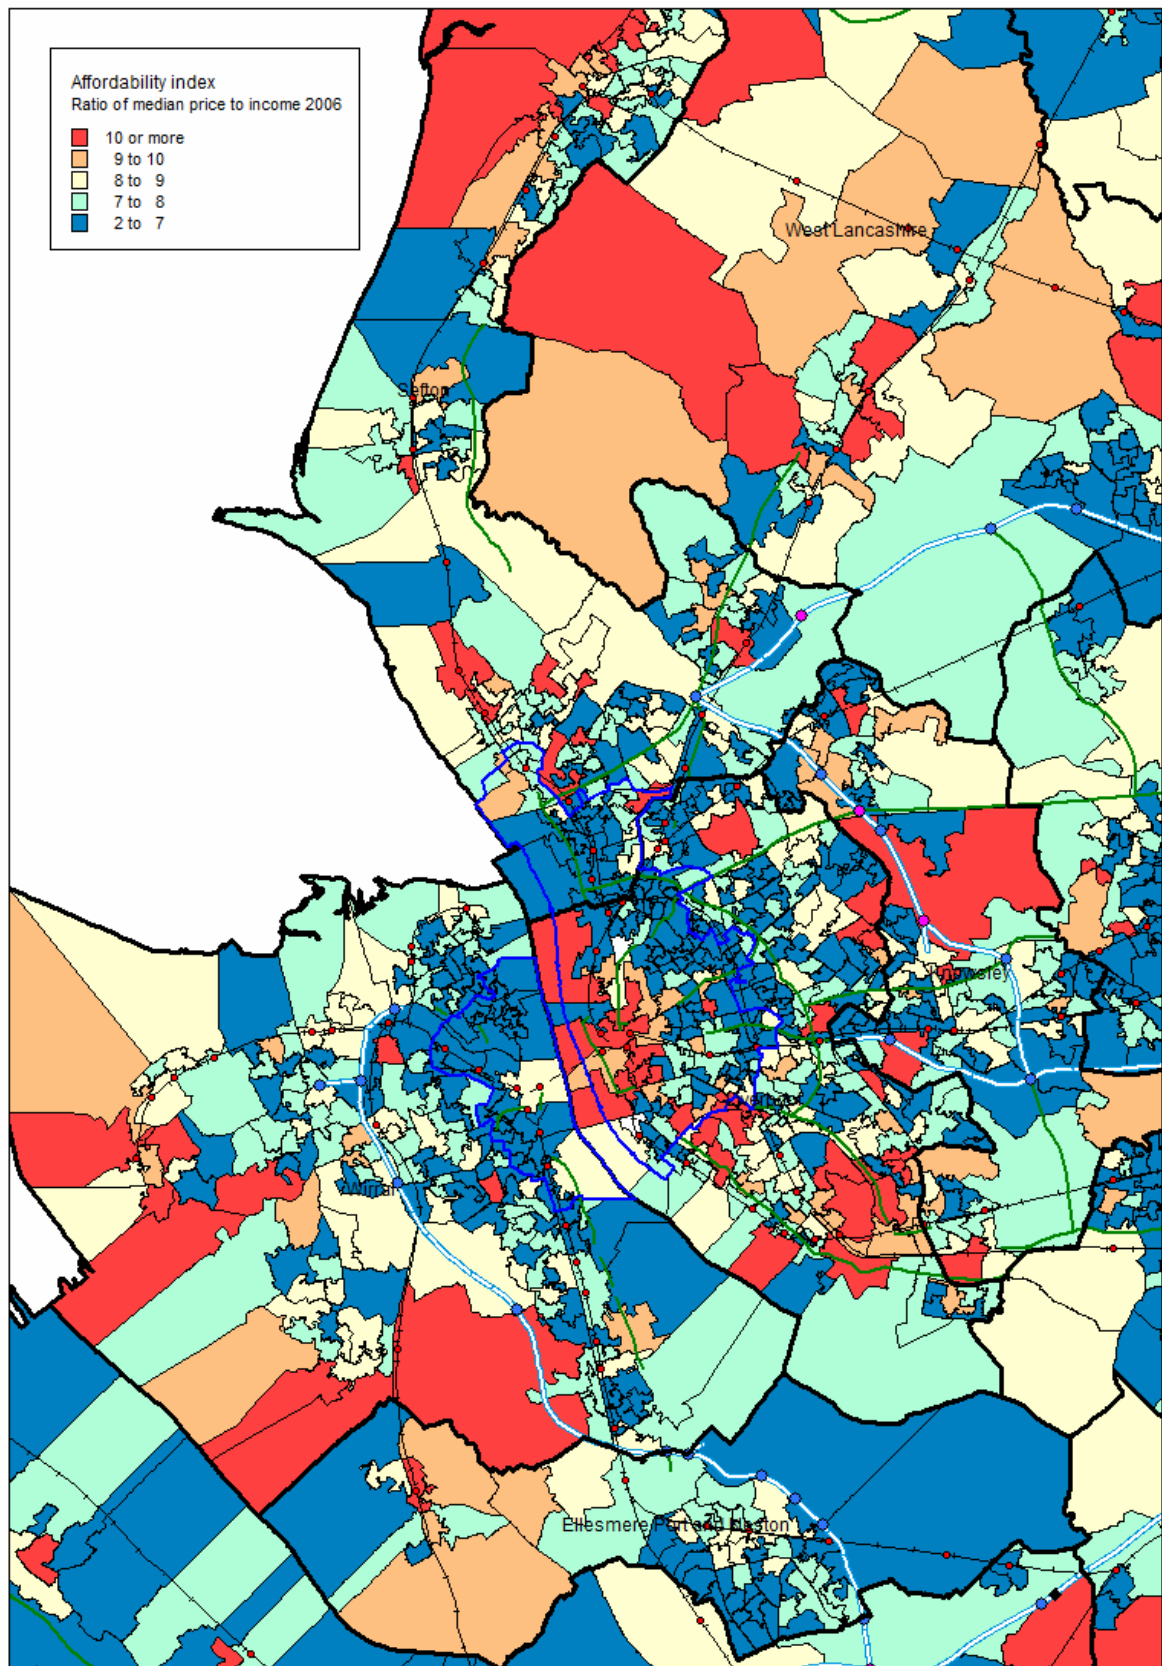 Affordability index
Ratio of median price to income 2006
10 or more
9 to 10
8 to 9
7 to 8
2 to 7
West Lancashire
Sefton
Knowsley
Liverpool
Wirral
Ellesmere Port and Neston